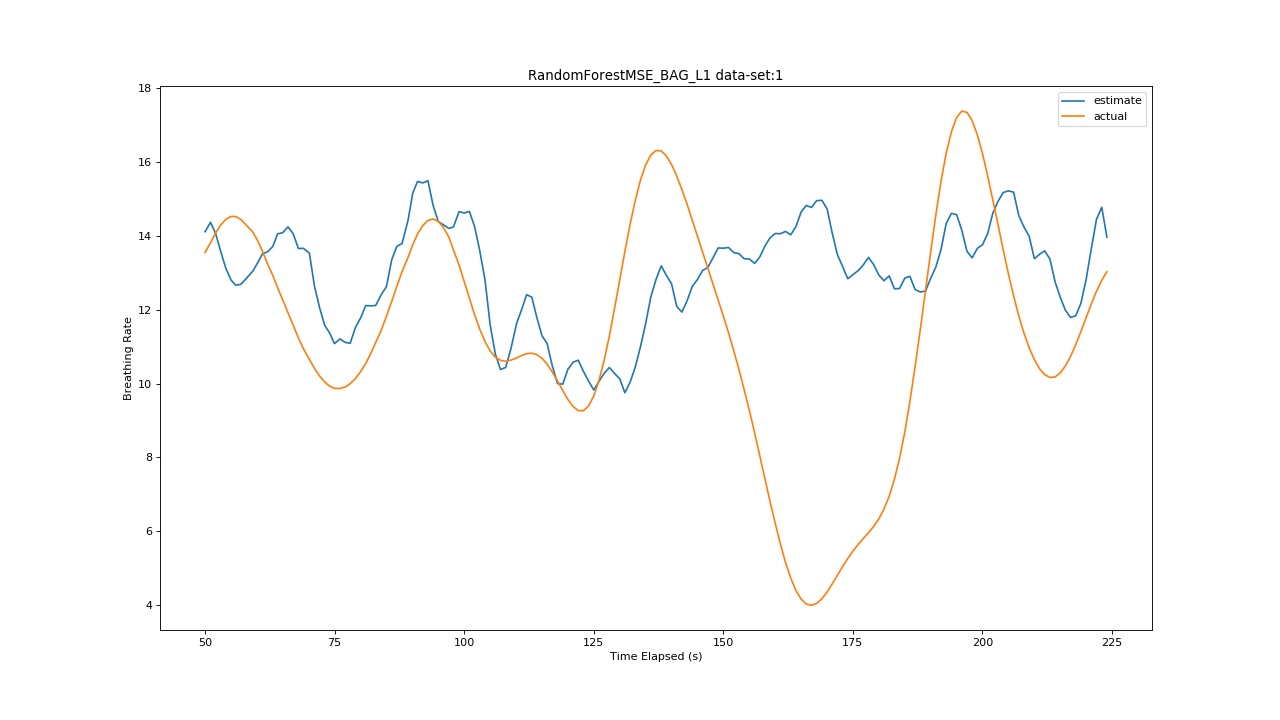 RandomForestMSE_BAG_L1 data-set:1
estimate
actual
18
16
14
12
10
8
6
4
Breathing Rate
50 75 100 125 150 175 200 225
Time Elapsed (s)